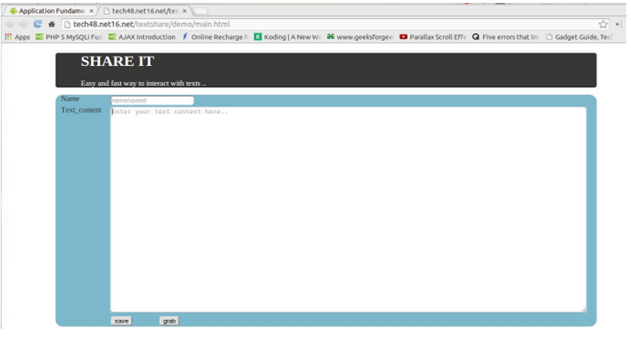 Application Fundame × tech48.net16.net/tex ×
tech48.net16.net/textshare/demo/main.html
Apps PHP 5 MySQLi Fun AJAX Introduction Online Recharge Koding | A New W www.geeksforgee Parallax Scroll Effe Five errors that im Gadget Guide, Tec
SHARE IT
Easy and fast way to interact with texts ..
Name name/userid
Text_content Enter your text content here..
save grab